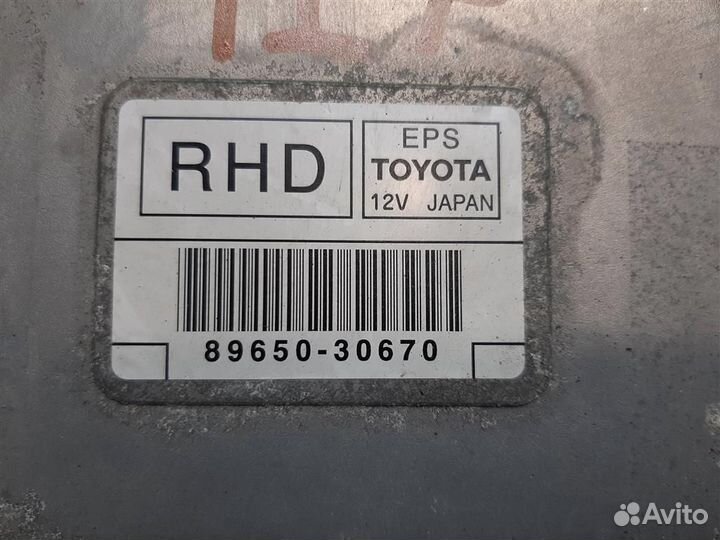 RHD
EPS
TOYOTA
12V JAPAN
89650-30670
Avito